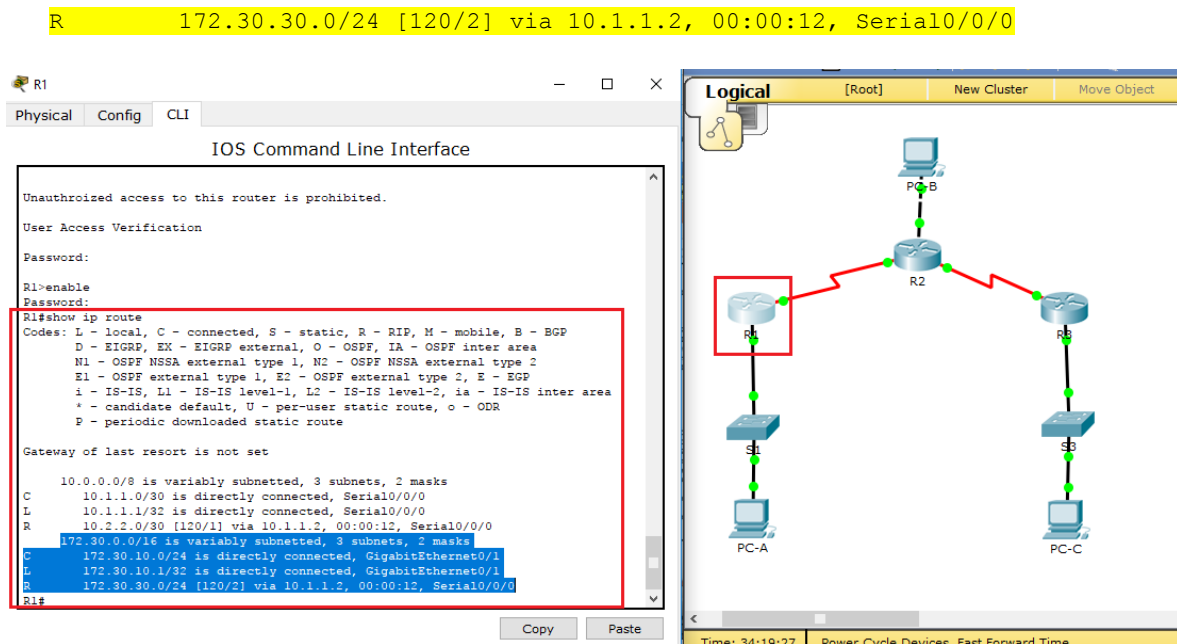 R 172.30.30.0/24 [120/2] via 10.1.1.2, 00:00:12, Serial0/0/0
R1
Physical Config CLI
IOS Command Line Interface
Unauthroized access to this router is prohibited.
User Access Verification
Password:
R1>enable
Password:
R1#show ip route
Codes: L - local, C - connected, S - static, R - RIP, M - mobile, B - BGP
D - EIGRP, EX - EIGRP external, O - OSPF, IA - OSPF inter area
N1 - OSPF NSSA external type 1, N2 - OSPF NSSA external type 2
E1 - OSPF external type 1, E2 - OSPF external type 2, E - EGP
i - IS-IS, L1 - IS-IS level-1, L2 - IS-IS level-2, ia - IS-IS inter area
* - candidate default, U - per-user static route, o - ODR
P - periodic downloaded static route
Gateway of last resort is not set
10.0.0.0/8 is variably subnetted, 3 subnets, 2 masks
C 10.1.1.0/30 is directly connected, Serial0/0/0
L 10.1.1.1/32 is directly connected, Serial0/0/0
R 10.2.2.0/30 [120/1] via 10.1.1.2, 00:00:12, Serial0/0/0
172.30.0.0/16 is variably subnetted, 3 subnets, 2 masks
C 172.30.10.0/24 is directly connected, GigabitEthernet0/1
L 172.30.10.1/32 is directly connected, GigabitEthernet0/1
R 172.30.30.0/24 [120/2] via 10.1.1.2, 00:00:12, Serial0/0/0
R1#
Copy Paste
Logical [Root] New Cluster Move Object
PC-B
R2
R1
R3
S1
S3
PC-A
PC-C
Time: 34:19:27 Power Cycle Devices Fast Forward Time